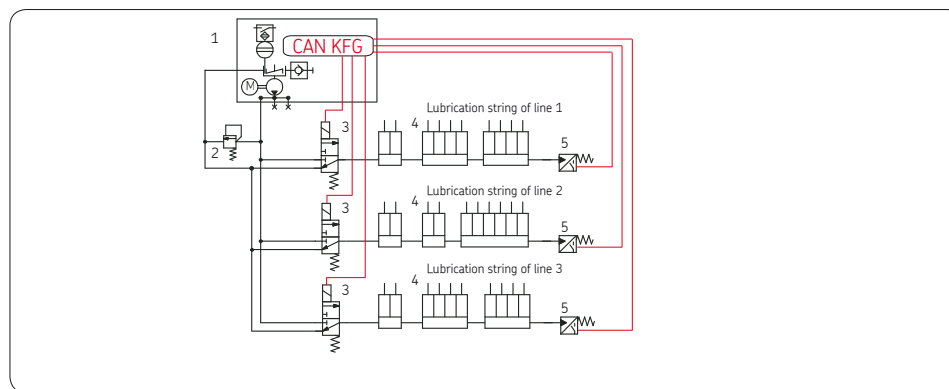 1
CAN KFG
M
Lubrication string of line 1
3
4
5
2
Lubrication string of line 2
3
4
5
Lubrication string of line 3
3
4
5